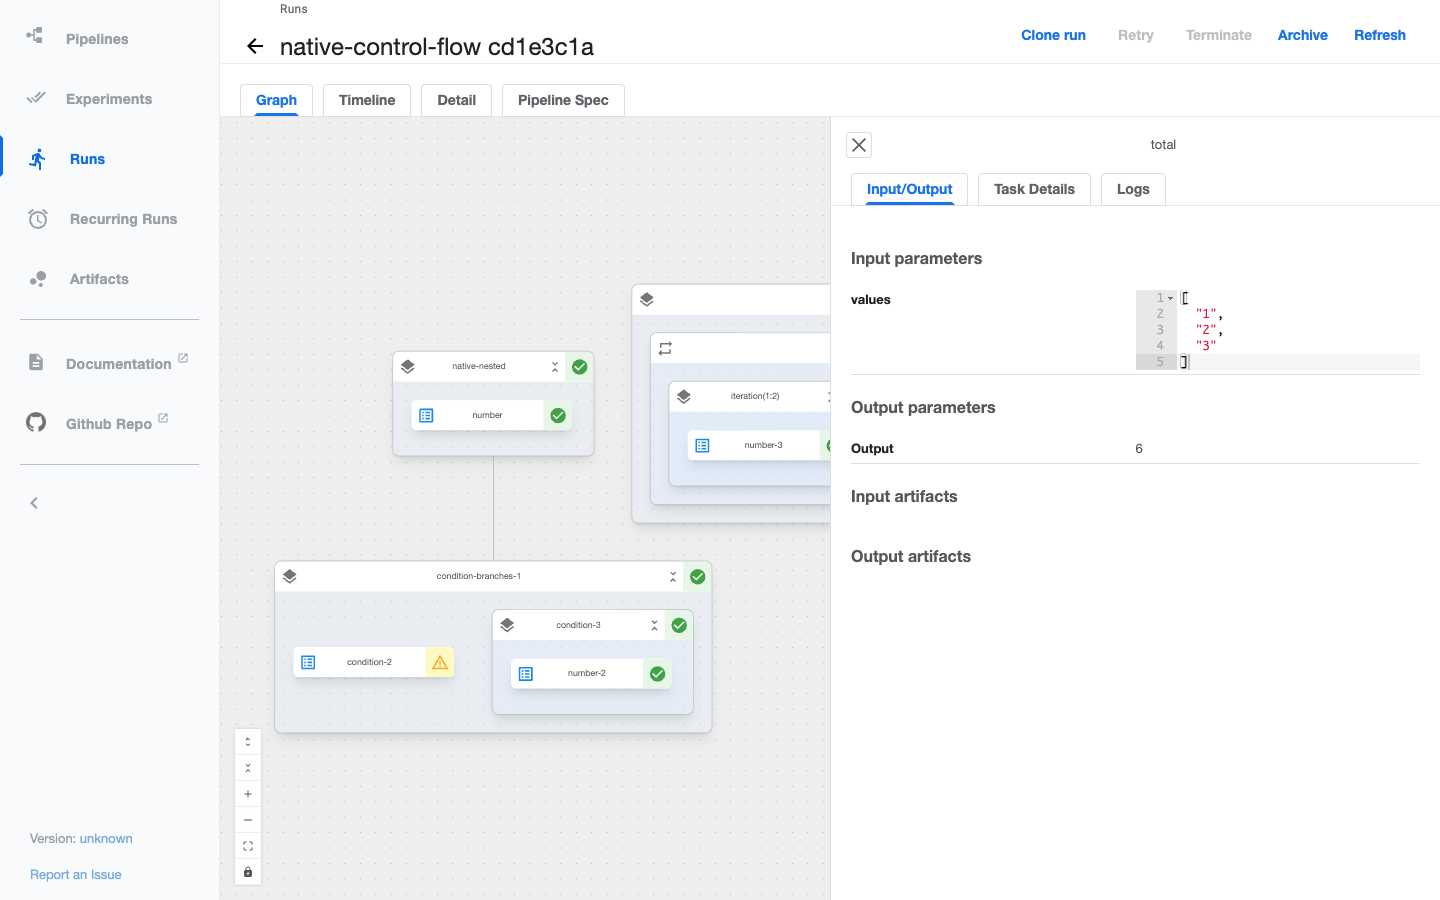 Pipelines
Experiments
Runs
Recurring Runs
Artifacts
Documentation
Github Repo
Version: unknown
Report an Issue
Runs
native-control-flow cd1e3c1a
Clone run
Retry
Terminate
Archive
Refresh
Graph
Timeline
Detail
Pipeline Spec
native-nested
number
iteration(1:2)
number-3
condition-branches-1
condition-2
condition-3
number-2
total
Input/Output
Task Details
Logs
Input parameters
values
1 [
2 "1",
3 "2",
4 "3"
5 ]
Output parameters
Output 6
Input artifacts
Output artifacts